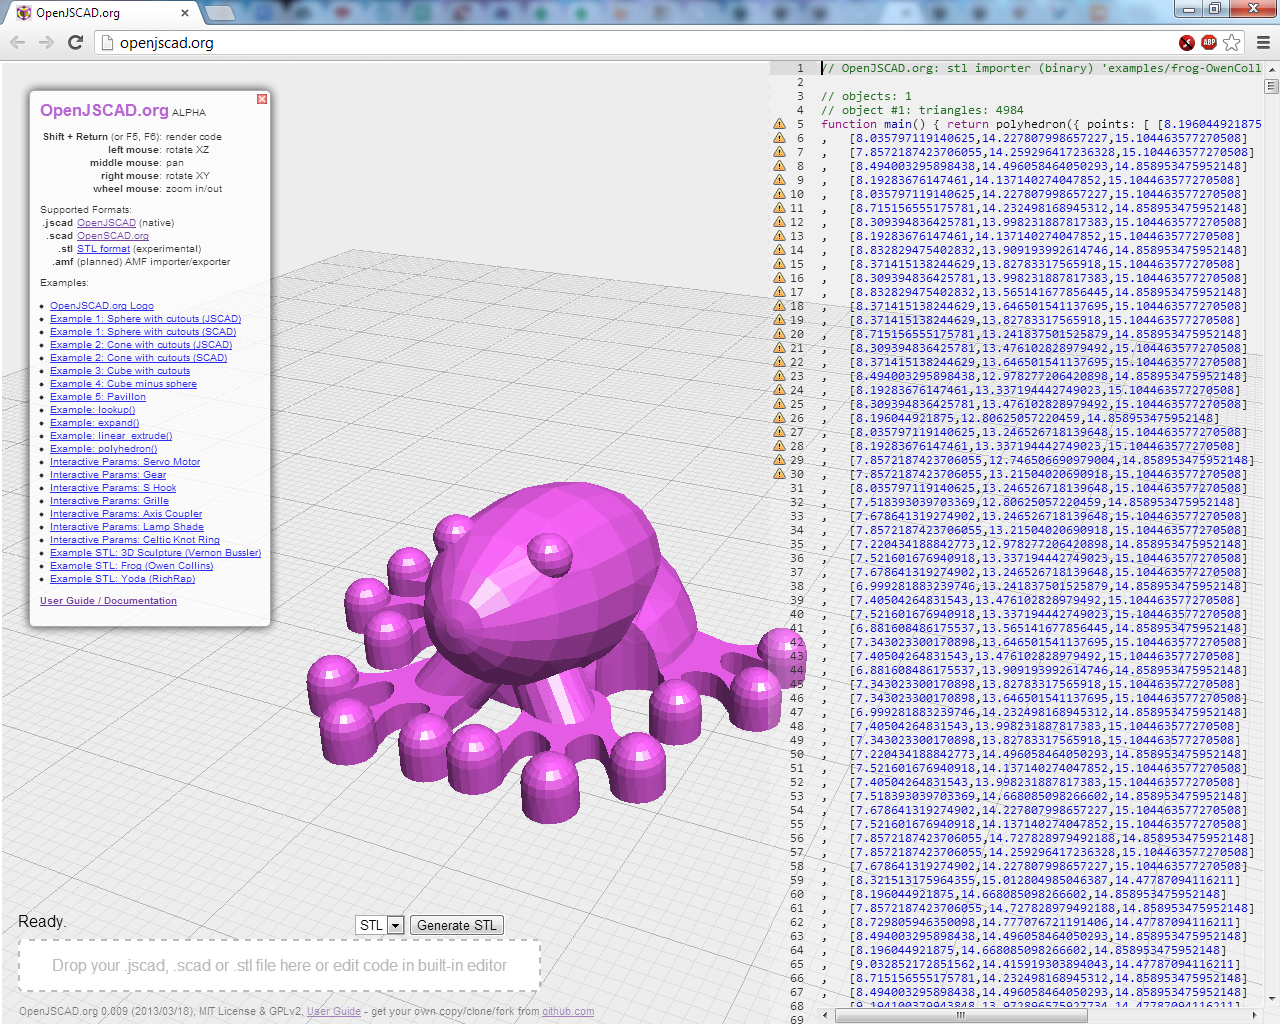 OpenJSCAD.org
openjscad.org
ABP
OpenJSCAD.org ALPHA
Shift + Return (or F5, F6): render code
left mouse: rotate XZ
middle mouse: pan
right mouse: rotate XY
wheel mouse: zoom in/out
Supported Formats:
.jscad OpenJSCAD (native)
.scad OpenSCAD.org
.stl STL format (experimental)
.amf (planned) AMF importer/exporter
Examples:
OpenJSCAD.org Logo
Example 1: Sphere with cutouts (JSCAD)
Example 1: Sphere with cutouts (SCAD)
Example 2: Cone with cutouts (JSCAD)
Example 2: Cone with cutouts (SCAD)
Example 3: Cube with cutouts
Example 4: Cube minus sphere
Example 5: Pavillon
Example: lookup()
Example: expand()
Example: linear_extrude()
Example: polyhedron()
Interactive Params: Servo Motor
Interactive Params: Gear
Interactive Params: S Hook
Interactive Params: Grille
Interactive Params: Axis Coupler
Interactive Params: Lamp Shade
Interactive Params: Celtic Knot Ring
Example STL: 3D Sculpture (Vernon Bussler)
Example STL: Frog (Owen Collins)
Example STL: Yoda (RichRap)
User Guide / Documentation
Ready.
STL Generate STL
Drop your .jscad, .scad or .stl file here or edit code in built-in editor
OpenJSCAD.org 0.009 (2013/03/18), MIT License & GPLv2, User Guide - get your own copy/clone/fork from github.com
1 // OpenJSCAD.org: stl importer (binary) 'examples/frog-OwenColl
2
3 // objects: 1
4 // object #1: triangles: 4984
5 function main() { return polyhedron({ points: [ [8.196044921875
6 , [8.035797119140625,14.227807998657227,15.104463577270508]
7 , [7.8572187423706055,14.259296417236328,15.104463577270508]
8 , [8.494003295898438,14.496058464050293,14.858953475952148]
9 , [8.19283676147461,14.137140274047852,15.104463577270508]
10 , [8.035797119140625,14.227807998657227,15.104463577270508]
11 , [8.715156555175781,14.232498168945312,14.858953475952148]
12 , [8.309394836425781,13.998231887817383,15.104463577270508]
13 , [8.19283676147461,14.137140274047852,15.104463577270508]
14 , [8.832829475402832,13.909193992614746,14.858953475952148]
15 , [8.371415138244629,13.82783317565918,15.104463577270508]
16 , [8.309394836425781,13.998231887817383,15.104463577270508]
17 , [8.832829475402832,13.565141677856445,14.858953475952148]
18 , [8.371415138244629,13.646501541137695,15.104463577270508]
19 , [8.371415138244629,13.82783317565918,15.104463577270508]
20 , [8.715156555175781,13.241837501525879,14.858953475952148]
21 , [8.309394836425781,13.476102828979492,15.104463577270508]
22 , [8.371415138244629,13.646501541137695,15.104463577270508]
23 , [8.494003295898438,12.978277206420898,14.858953475952148]
24 , [8.19283676147461,13.337194442749023,15.104463577270508]
25 , [8.309394836425781,13.476102828979492,15.104463577270508]
26 , [8.196044921875,12.80625057220459,14.858953475952148]
27 , [8.035797119140625,13.246526718139648,15.104463577270508]
28 , [8.19283676147461,13.337194442749023,15.104463577270508]
29 , [7.8572187423706055,12.746506690979004,14.858953475952148]
30 , [7.8572187423706055,13.21504020690918,15.104463577270508]
31 , [8.035797119140625,13.246526718139648,15.104463577270508]
32 , [7.518393039703369,12.80625057220459,14.858953475952148]
33 , [7.678641319274902,13.246526718139648,15.104463577270508]
34 , [7.8572187423706055,13.21504020690918,15.104463577270508]
35 , [7.220434188842773,12.978277206420898,14.858953475952148]
36 , [7.521601676940918,13.337194442749023,15.104463577270508]
37 , [7.678641319274902,13.246526718139648,15.104463577270508]
38 , [6.999281883239746,13.241837501525879,14.858953475952148]
39 , [7.40504264831543,13.476102828979492,15.104463577270508]
40 , [7.521601676940918,13.337194442749023,15.104463577270508]
41 , [6.881608486175537,13.565141677856445,14.858953475952148]
42 , [7.343023300170898,13.646501541137695,15.104463577270508]
43 , [7.40504264831543,13.476102828979492,15.104463577270508]
44 , [6.881608486175537,13.909193992614746,14.858953475952148]
45 , [7.343023300170898,13.82783317565918,15.104463577270508]
46 , [7.343023300170898,13.646501541137695,15.104463577270508]
47 , [6.999281883239746,14.232498168945312,14.858953475952148]
48 , [7.40504264831543,13.998231887817383,15.104463577270508]
49 , [7.343023300170898,13.82783317565918,15.104463577270508]
50 , [7.220434188842773,14.496058464050293,14.858953475952148]
51 , [7.521601676940918,14.137140274047852,15.104463577270508]
52 , [7.40504264831543,13.998231887817383,15.104463577270508]
53 , [7.518393039703369,14.668085098266602,14.858953475952148]
54 , [7.678641319274902,14.227807998657227,15.104463577270508]
55 , [7.521601676940918,14.137140274047852,15.104463577270508]
56 , [7.8572187423706055,14.727828979492188,14.858953475952148]
57 , [7.8572187423706055,14.259296417236328,15.104463577270508]
58 , [7.678641319274902,14.227807998657227,15.104463577270508]
59 , [8.321513175964355,15.012804985046387,14.47787094116211]
60 , [8.196044921875,14.668085098266602,14.858953475952148]
61 , [7.8572187423706055,14.727828979492188,14.858953475952148]
62 , [8.729805946350098,14.777076721191406,14.47787094116211]
63 , [8.494003295898438,14.496058464050293,14.858953475952148]
64 , [8.196044921875,14.668085098266602,14.858953475952148]
65 , [9.032852172851562,14.415919303894043,14.47787094116211]
66 , [8.715156555175781,14.232498168945312,14.858953475952148]
67 , [8.494003295898438,14.496058464050293,14.858953475952148]
68 , [9.194100379943848,13.972896575927734,14.47787094116211]
69